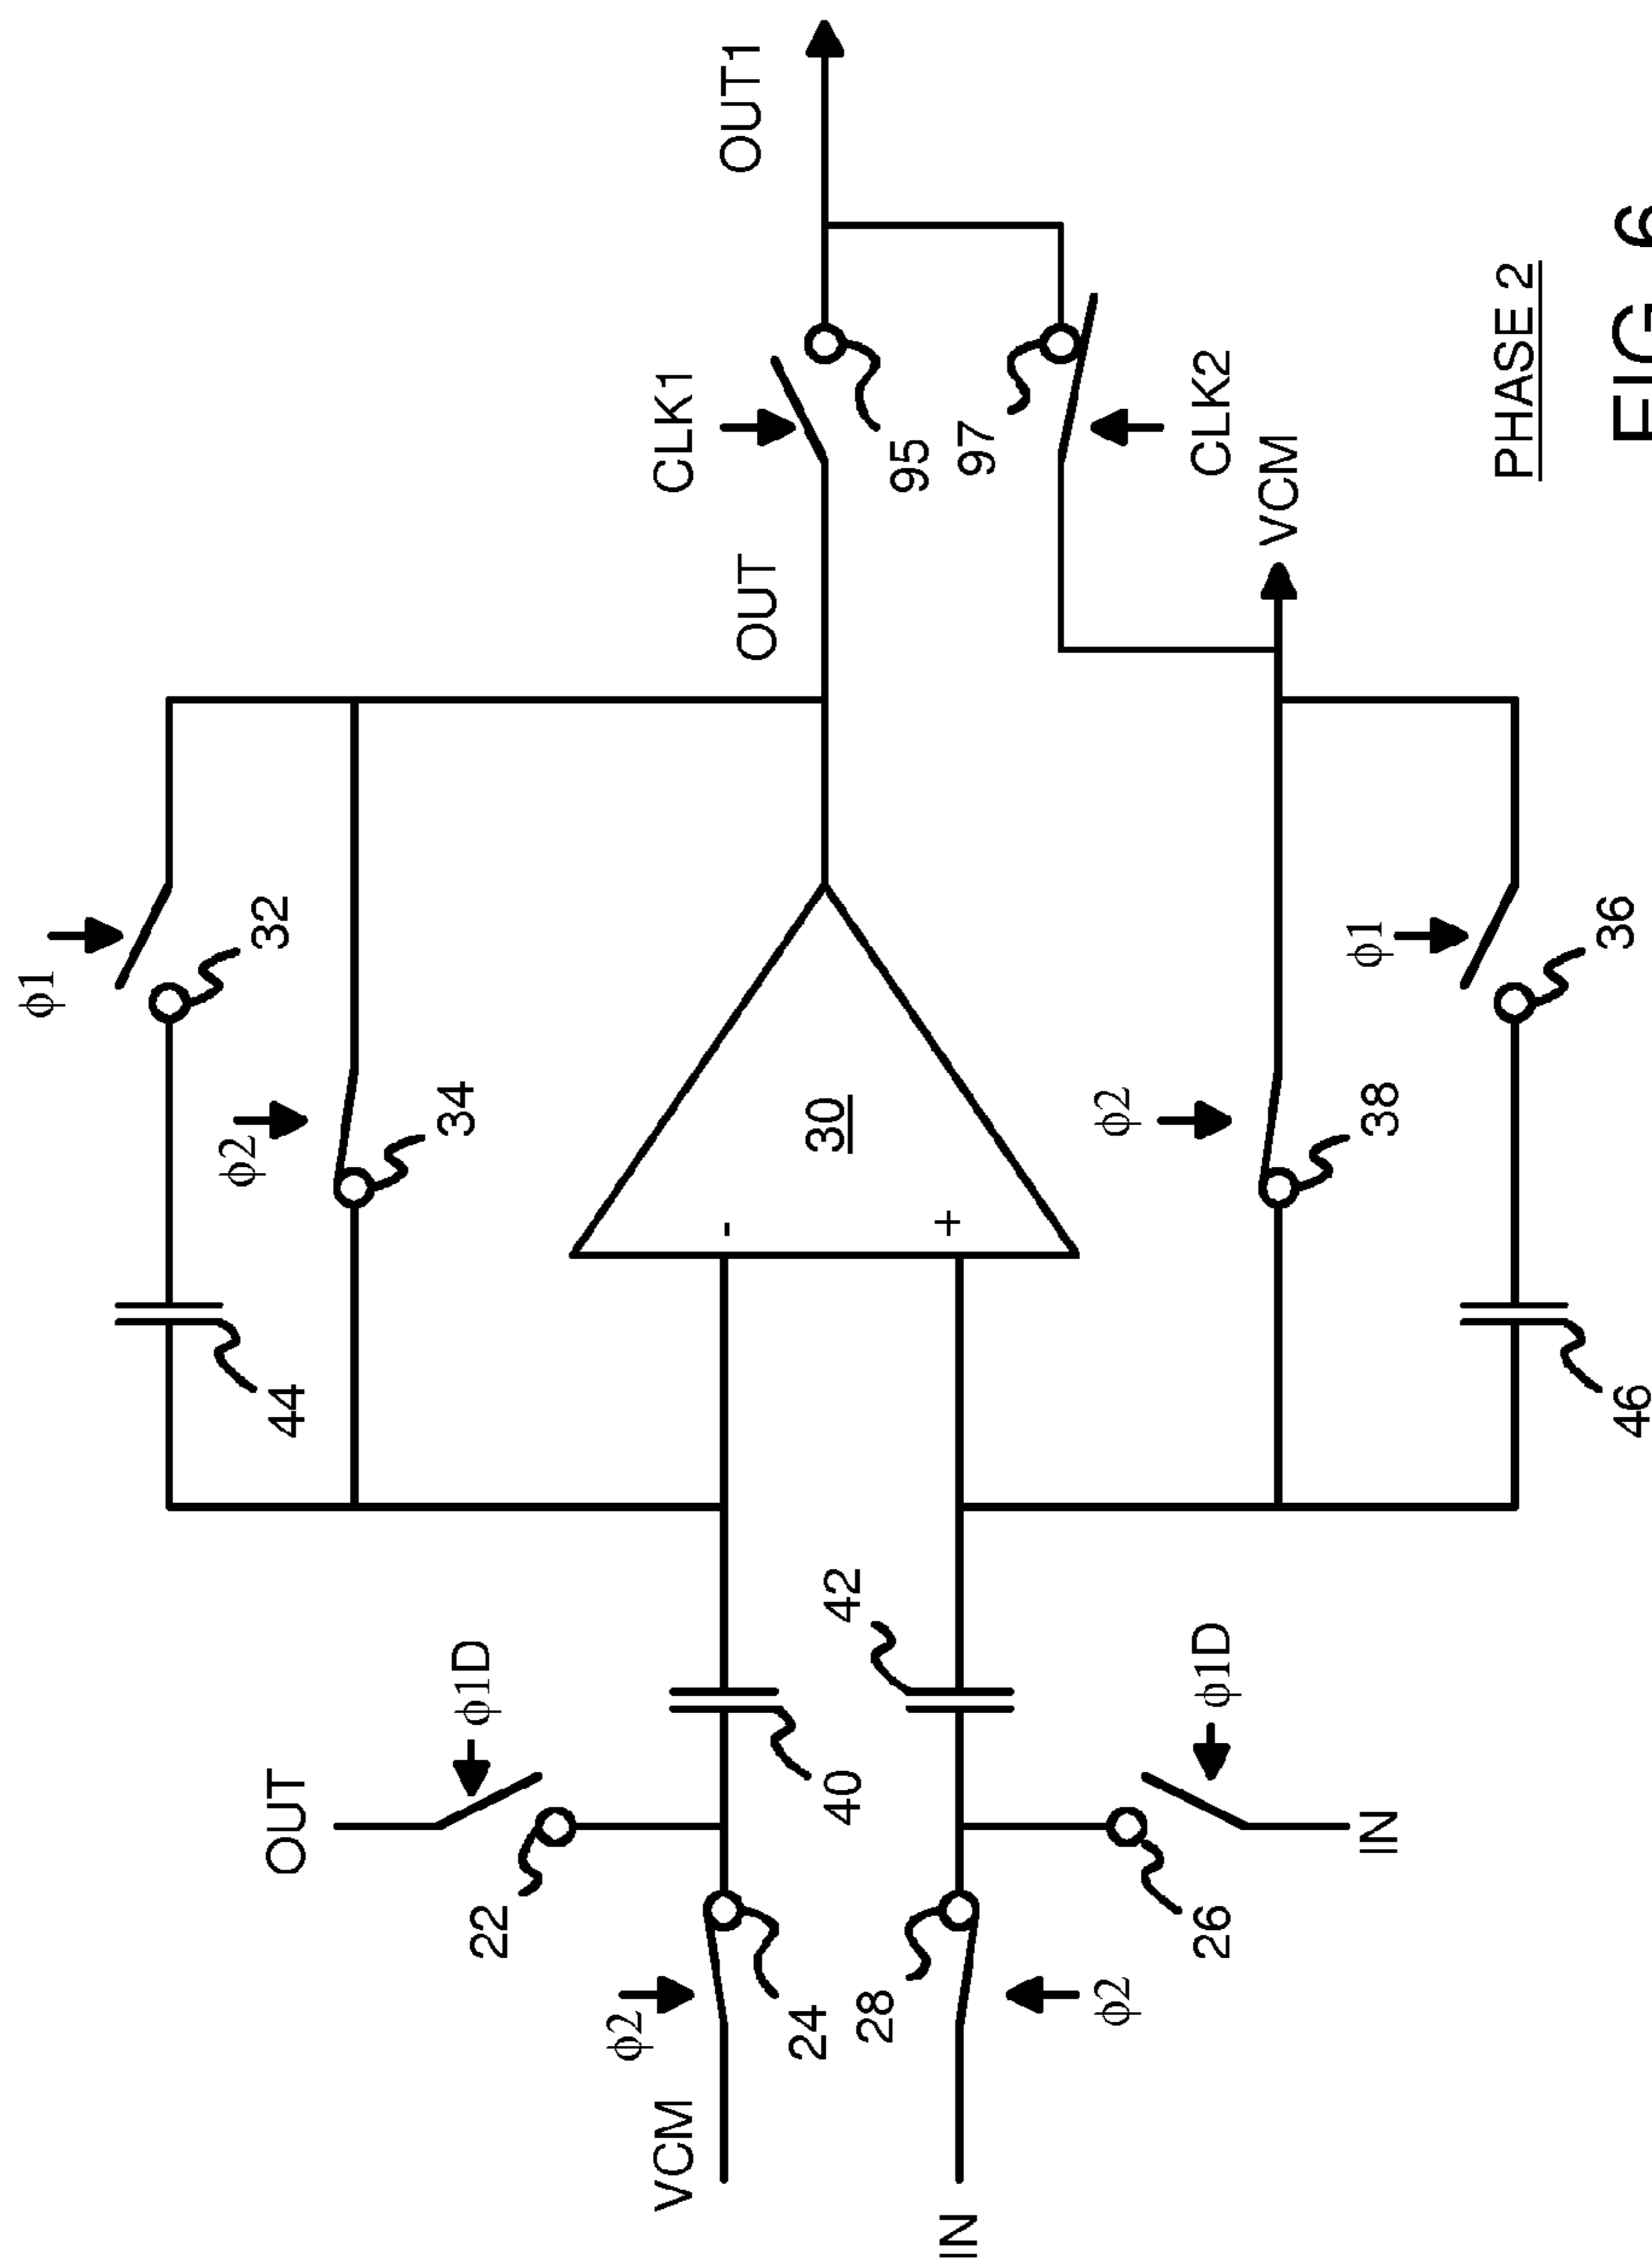 φ1
32
44
φ2
34
OUT
φ1D
22
φ2
24
VCM
40
-
30
+
OUT
CLK1
95
OUT1
97
CLK2
VCM
42
28
IN
φ2
φ1D
26
IN
φ2
38
φ1
36
46
PHASE 2
FIG. 6